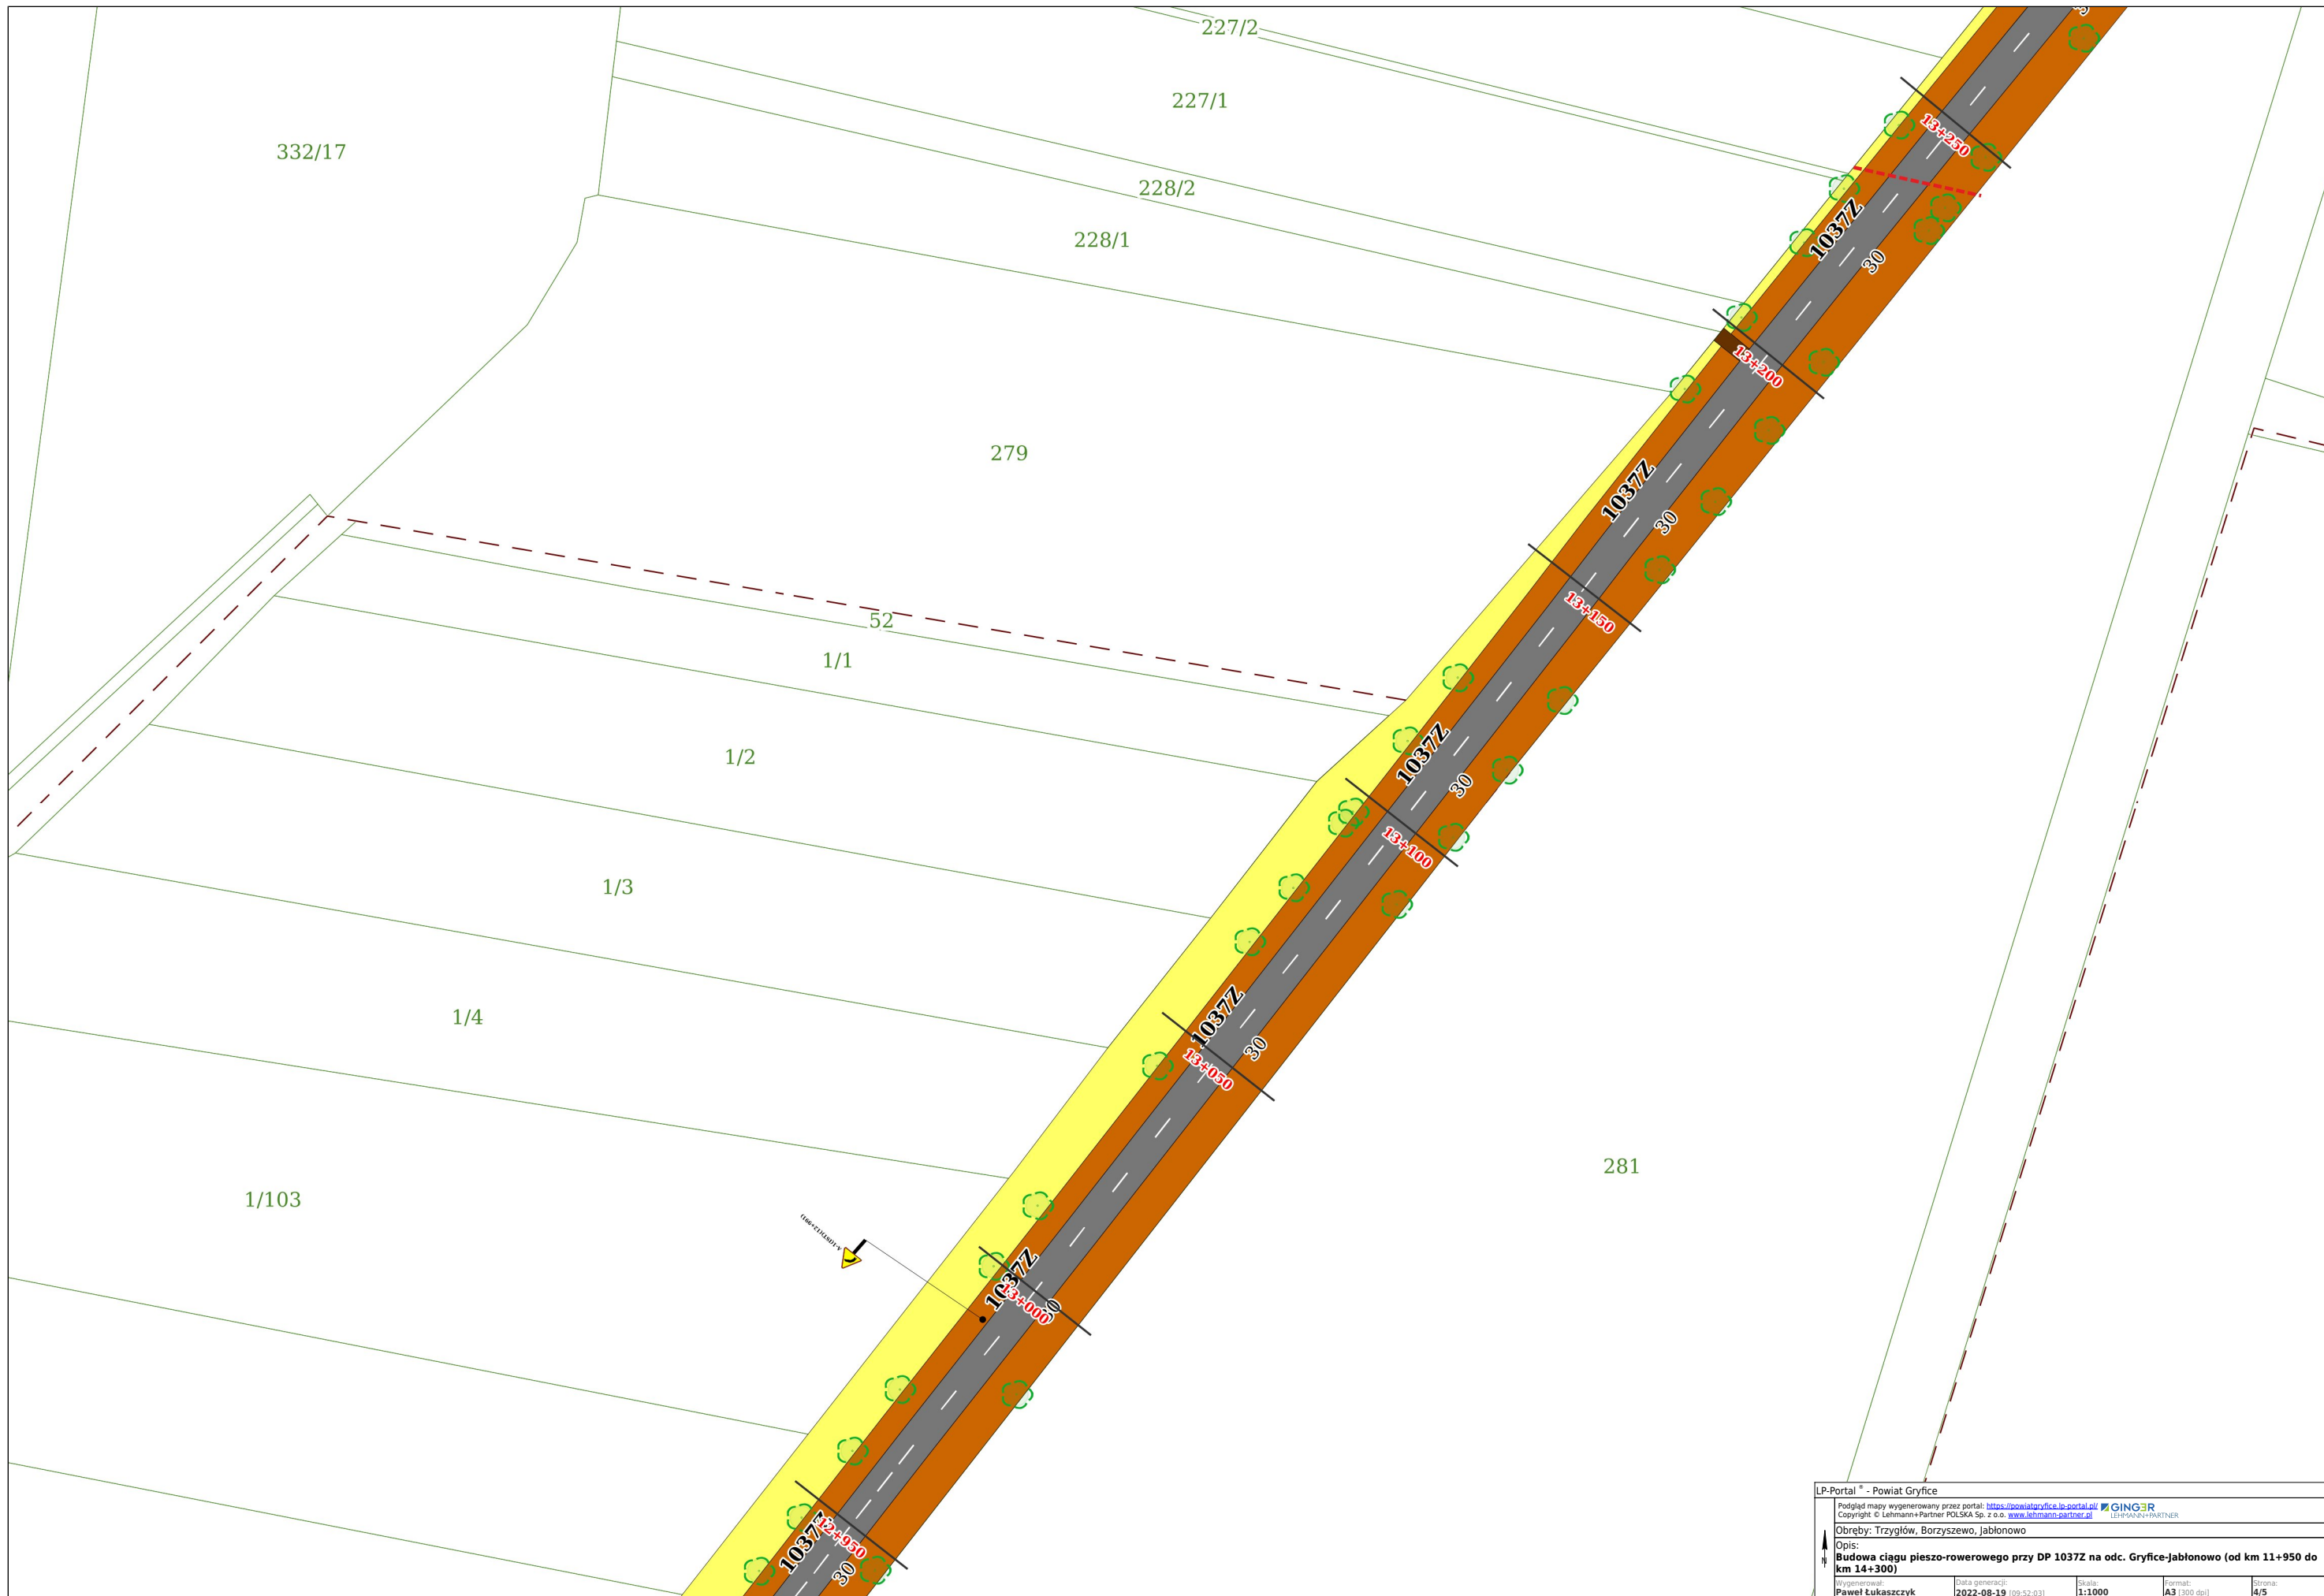 227/2
227/1
332/17
13+250
228/2
228/1
1037Z
30
13+200
279
1037Z
30
13+150
52
1/1
1/2
1037Z
30
13+100
1/3
1/4
1037Z
30
13+050
281
1/103
1037Z
13+000
1037Z
12+950
30
LP-Portal ® - Powiat Gryfice
Podgląd mapy wygenerowany przez portal: https://powiatgryfice.lp-portal.pl/ GINGER
Copyright © Lehmann+Partner POLSKA Sp. z o.o. www.lehmann-partner.pl LEHMANN+PARTNER
Obręby: Trzygłów, Borzyszewo, Jabłonowo
Opis:
Budowa ciągu pieszo-rowerowego przy DP 1037Z na odc. Gryfice-Jabłonowo (od km 11+950 do
km 14+300)
N
Wygenerował: Data generacji: Skala: Format: Strona:
Paweł Łukaszczyk 2022-08-19 [09:52:03] 1:1000 A3 [300 dpi] 4/5